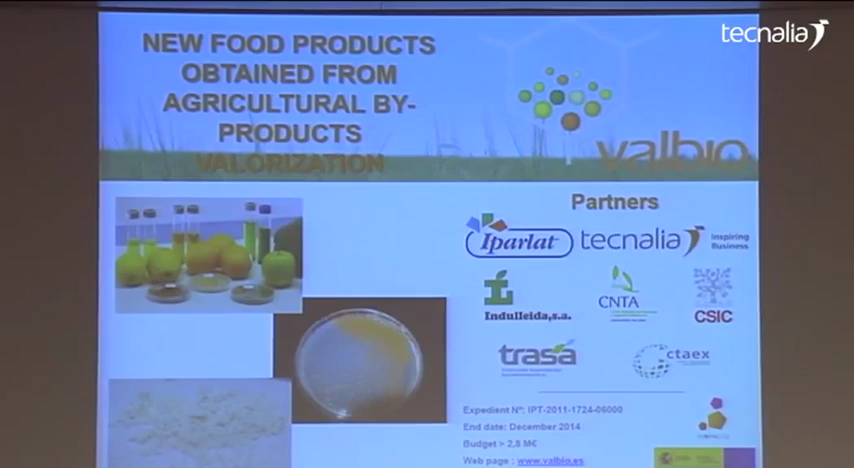 tecnalia
NEW FOOD PRODUCTS
OBTAINED FROM
AGRICULTURAL BY-
PRODUCTS
VALORIZATION
valbio
Partners
Iparlat
tecnalia
Inspiring
Business
Indulleida,s.a.
CNTA
CSIC
trasa
ctaex
Expedient Nº: IPT-2011-1724-06000
End date: December 2014
Budget > 2,8 M€
Web page : www.valbio.es